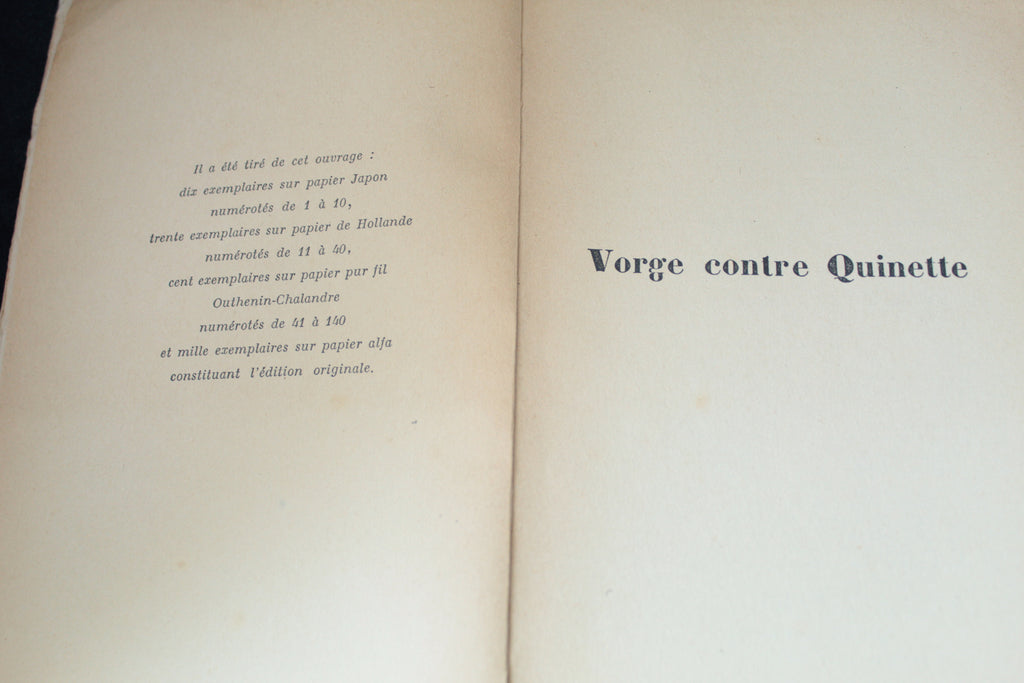 Il a été tiré de cet ouvrage :
dix exemplaires sur papier Japon
numérotés de 1 à 10,
trente exemplaires sur papier de Hollande
numérotés de 11 à 40,
cent exemplaires sur papier pur fil
Outhenin-Chalandre
numérotés de 41 à 140
et mille exemplaires sur papier alfa
constituant l'édition originale.
Vorge contre Quinette